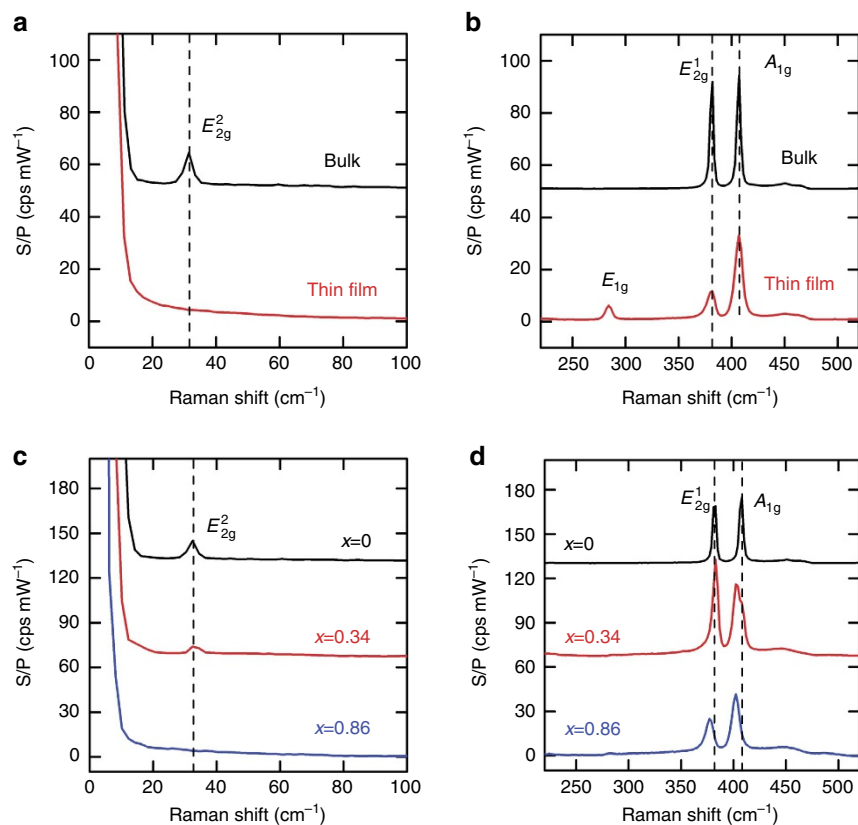 a
100
80
60
40
20
0
S/P (cps mW⁻¹)
E²₂g
Bulk
Thin film
0 20 40 60 80 100
Raman shift (cm⁻¹)
b
100
80
60
40
20
0
S/P (cps mW⁻¹)
E¹₂g
A₁g
Bulk
E₁g
Thin film
250 300 350 400 450 500
Raman shift (cm⁻¹)
c
180
150
120
90
60
30
0
S/P (cps mW⁻¹)
E²₂g
x=0
x=0.34
x=0.86
0 20 40 60 80 100
Raman shift (cm⁻¹)
d
180
150
120
90
60
30
0
S/P (cps mW⁻¹)
E¹₂g
A₁g
x=0
x=0.34
x=0.86
250 300 350 400 450 500
Raman shift (cm⁻¹)